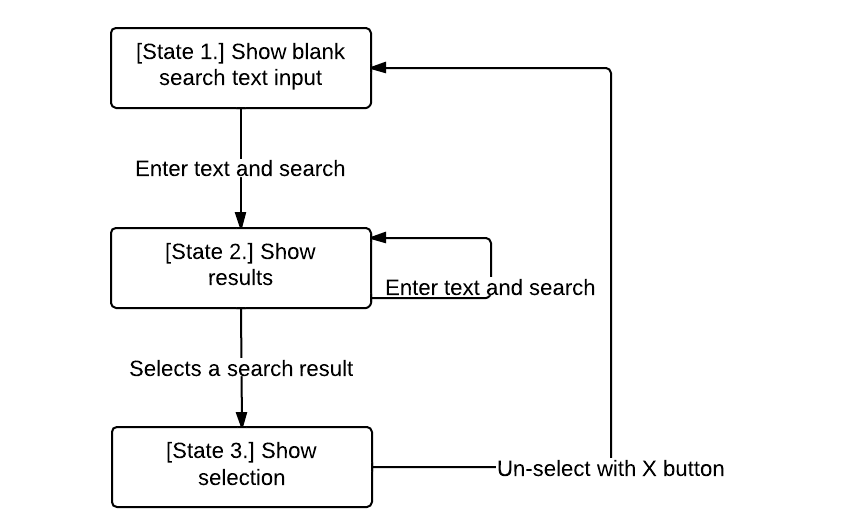 [State 1.] Show blank
search text input
Enter text and search
[State 2.] Show
results
Enter text and search
Selects a search result
[State 3.] Show
selection
Un-select with X button